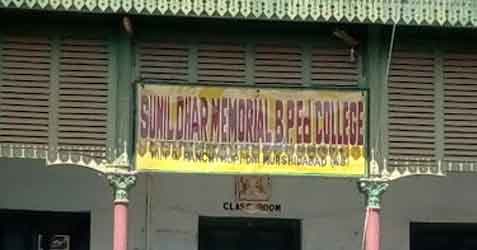 SUNIL DHAR MEMORIAL B.P.Ed COLLEGE
MURSHIDABAD
CLASS ROOM